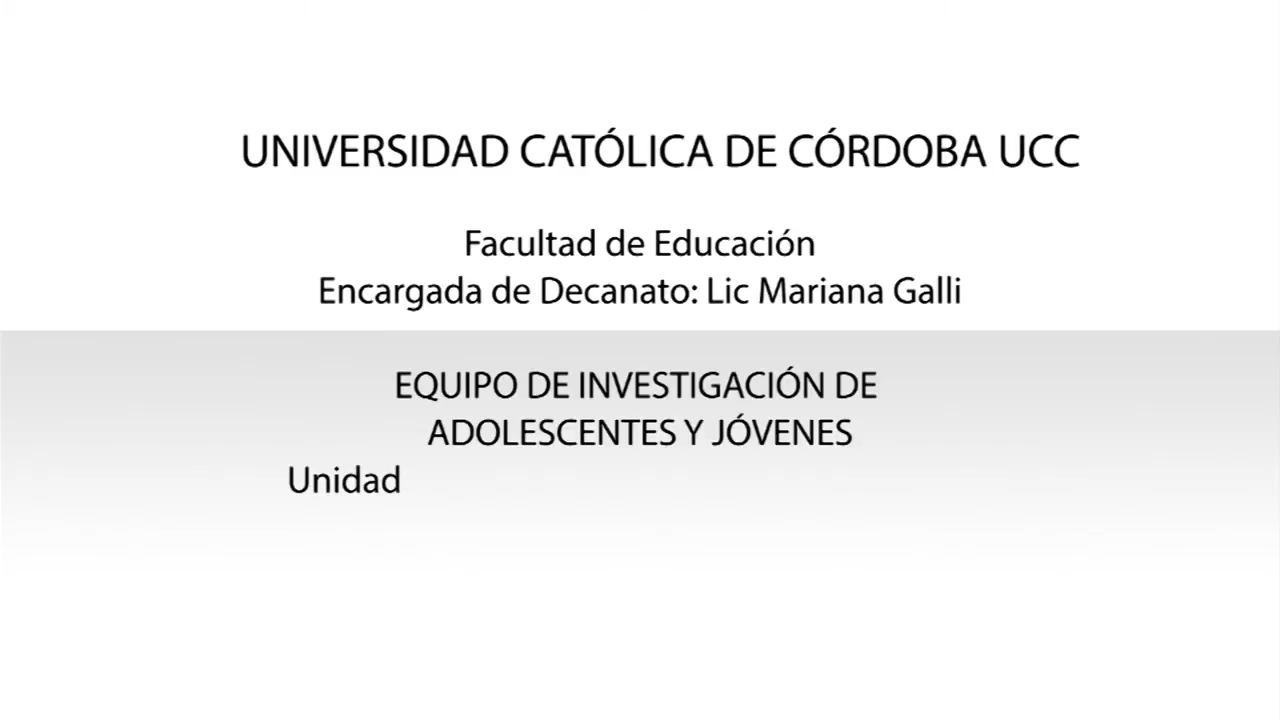 UNIVERSIDAD CATÓLICA DE CÓRDOBA UCC
Facultad de Educación
Encargada de Decanato: Lic Mariana Galli
EQUIPO DE INVESTIGACIÓN DE
ADOLESCENTES Y JÓVENES
Unidad